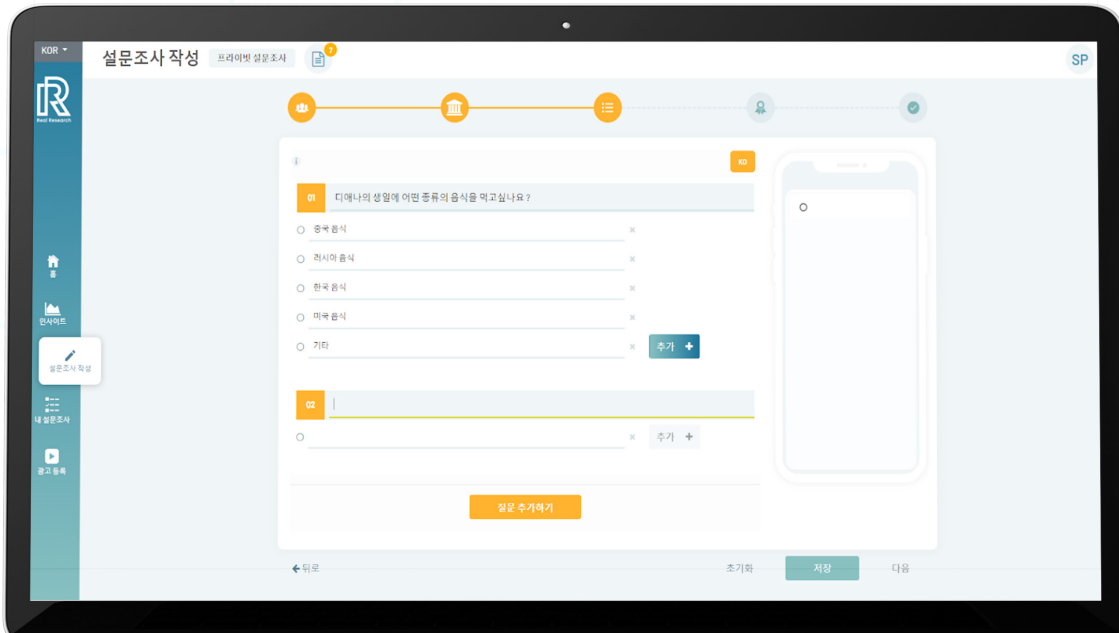 KOR
설문조사 작성
프라이빗 설문조사
7
SP
R
Real Research
홈
인사이트
설문조사 작성
내 설문조사
광고 등록
KO
01 디애나의 생일에 어떤 종류의 음식을 먹고싶나요?
중국 음식
러시아 음식
한국 음식
미국 음식
기타
추가 +
02
추가 +
질문 추가하기
뒤로
초기화
저장
다음